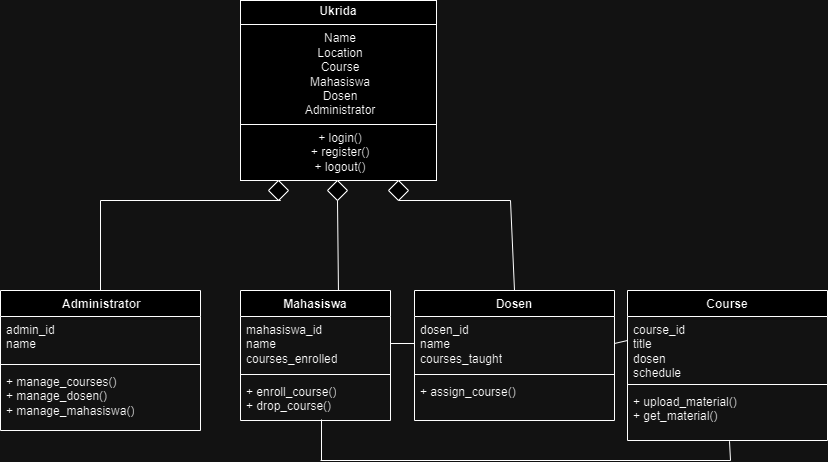 Ukrida
Name
Location
Course
Mahasiswa
Dosen
Administrator
+ login()
+ register()
+ logout()
Administrator
admin_id
name
+ manage_courses()
+ manage_dosen()
+ manage_mahasiswa()
Mahasiswa
mahasiswa_id
name
courses_enrolled
+ enroll_course()
+ drop_course()
Dosen
dosen_id
name
courses_taught
+ assign_course()
Course
course_id
title
dosen
schedule
+ upload_material()
+ get_material()